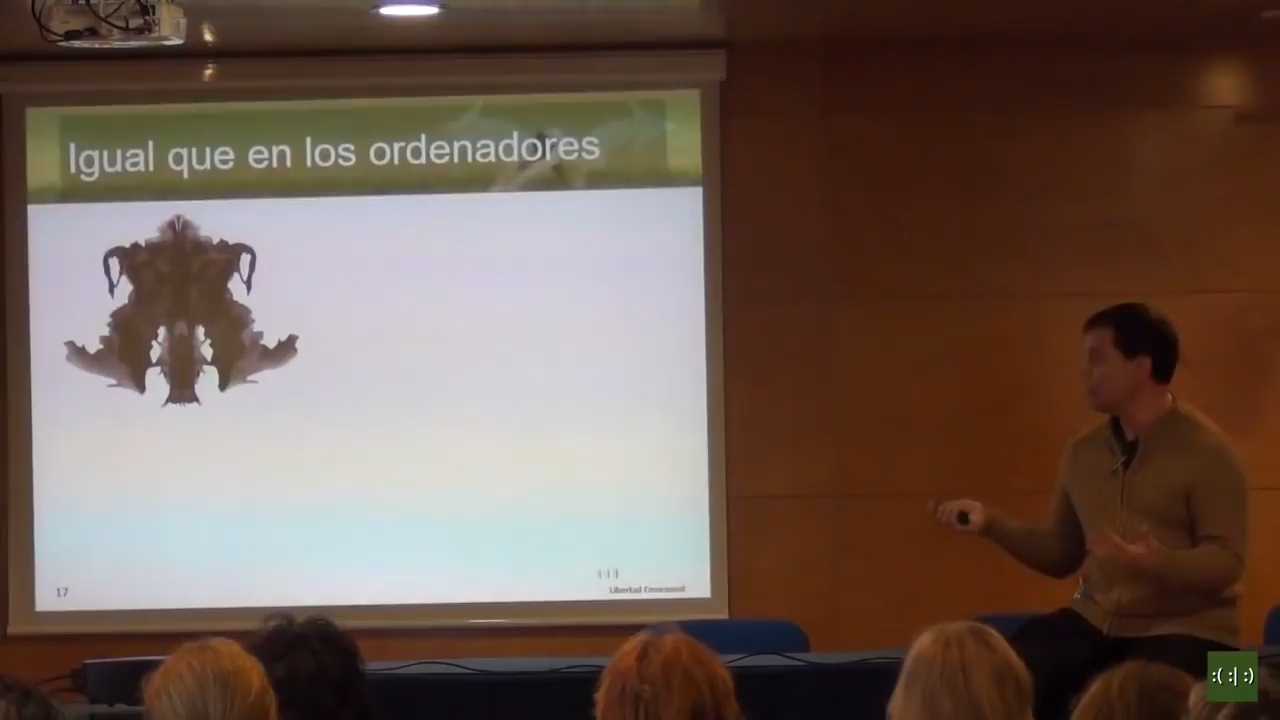 Igual que en los ordenadores
17
:( :| :)
Libertad Emocional
:( :| :)